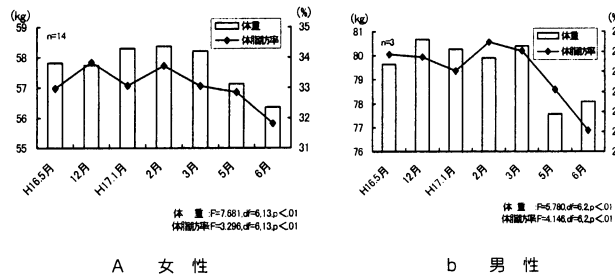 (kg)
(%)
59
58
57
56
55
35
34
33
32
31
n=14
体重
体脂肪率
H16.5月
12月
H17.1月
2月
3月
5月
6月
体 重 :F=7.681,df=6,13,p<.01
体脂肪率:F=3.296,df=6,13,p<.01
A 女 性
(kg)
(%)
81
80
79
78
77
76
n=3
体重
体脂肪率
H16.5月
12月
H17.1月
2月
3月
5月
6月
体 重 :F=5.780,df=6,2,p<.01
体脂肪率:F=4.146,df=6,2,p<.01
b 男 性